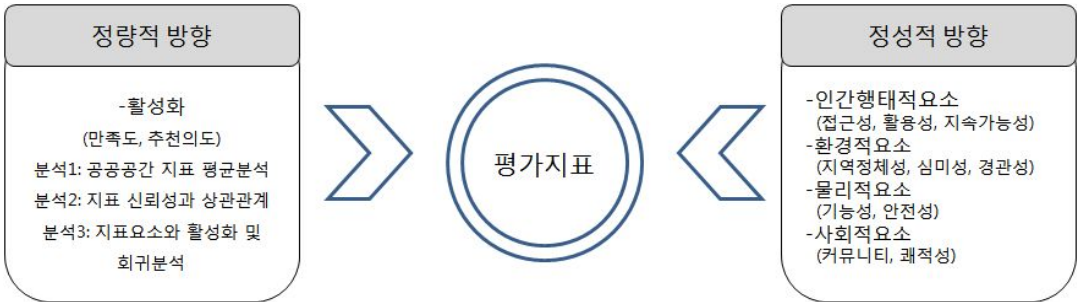 정량적 방향
-활성화
(만족도, 추천의도)
분석1: 공공공간 지표 평균분석
분석2: 지표 신뢰성과 상관관계
분석3: 지표요소와 활성화 및
회귀분석
평가지표
정성적 방향
-인간행태적요소
(접근성, 활용성, 지속가능성)
-환경적요소
(지역정체성, 심미성, 경관성)
-물리적요소
(기능성, 안전성)
-사회적요소
(커뮤니티, 쾌적성)